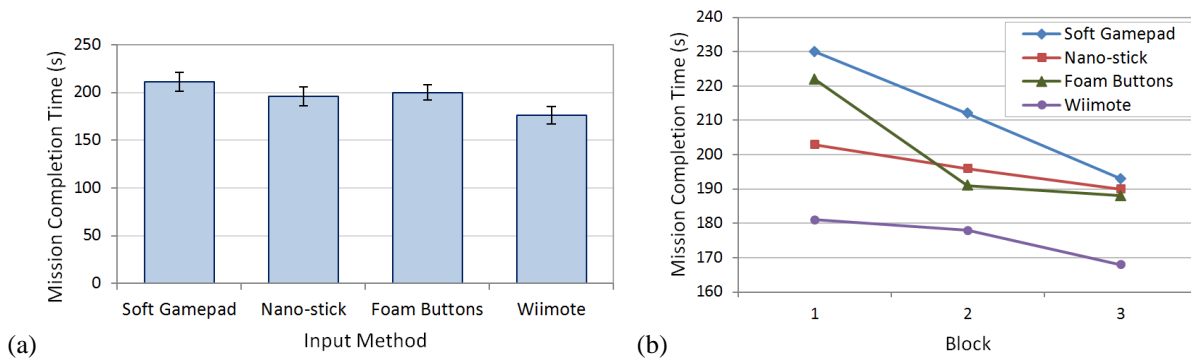 250
200
150
100
50
0
Mission Completion Time (s)
Soft Gamepad Nano-stick Foam Buttons Wiimote
Input Method
(a)
240
230
220
210
200
190
180
170
160
Mission Completion Time (s)
Soft Gamepad
Nano-stick
Foam Buttons
Wiimote
1 2 3
Block
(b)